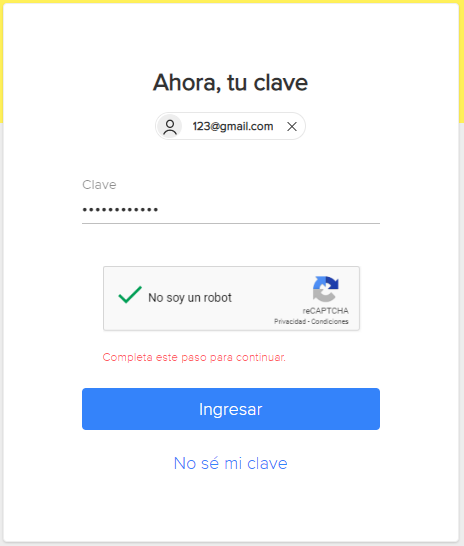 Ahora, tu clave
123@gmail.com
Clave
••••••••••••
No soy un robot
reCAPTCHA
Privacidad - Condiciones
Completa este paso para continuar.
Ingresar
No sé mi clave